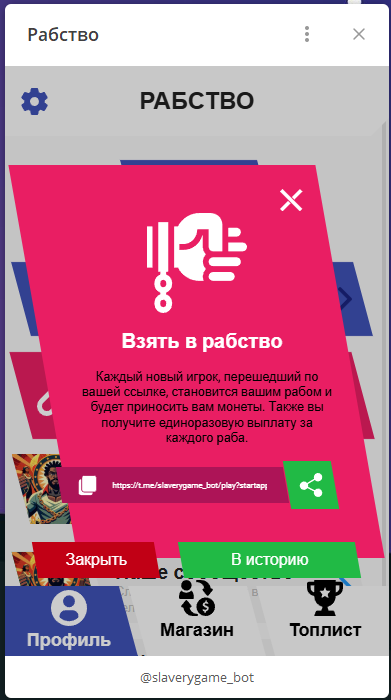 Рабство
РАБСТВО
Взять в рабство
Каждый новый игрок, перешедший по
вашей ссылке, становится вашим рабом и
будет приносить вам монеты. Также вы
получите единоразовую выплату за
каждого раба.
https://t.me/slaverygame_bot/play?startapp
Закрыть
В историю
сообщество
Профиль
Магазин
Топлист
@slaverygame_bot